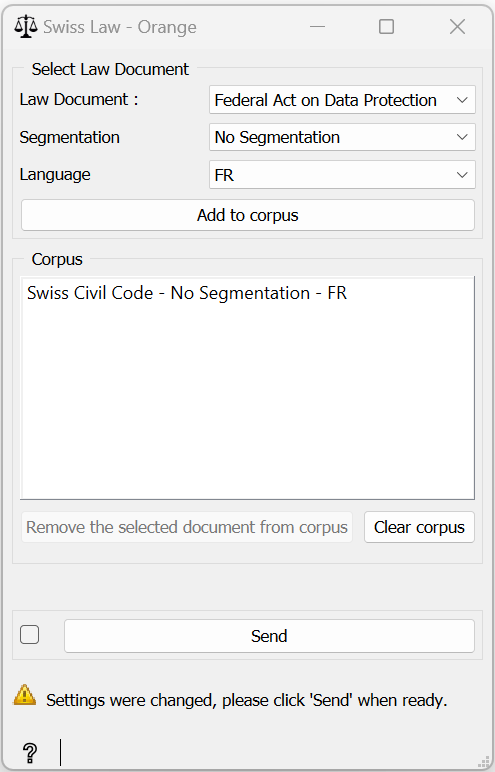 Swiss Law - Orange
Select Law Document
Law Document :
Federal Act on Data Protection
Segmentation
No Segmentation
Language
FR
Add to corpus
Corpus
Swiss Civil Code - No Segmentation - FR
Remove the selected document from corpus
Clear corpus
Send
Settings were changed, please click 'Send' when ready.
?